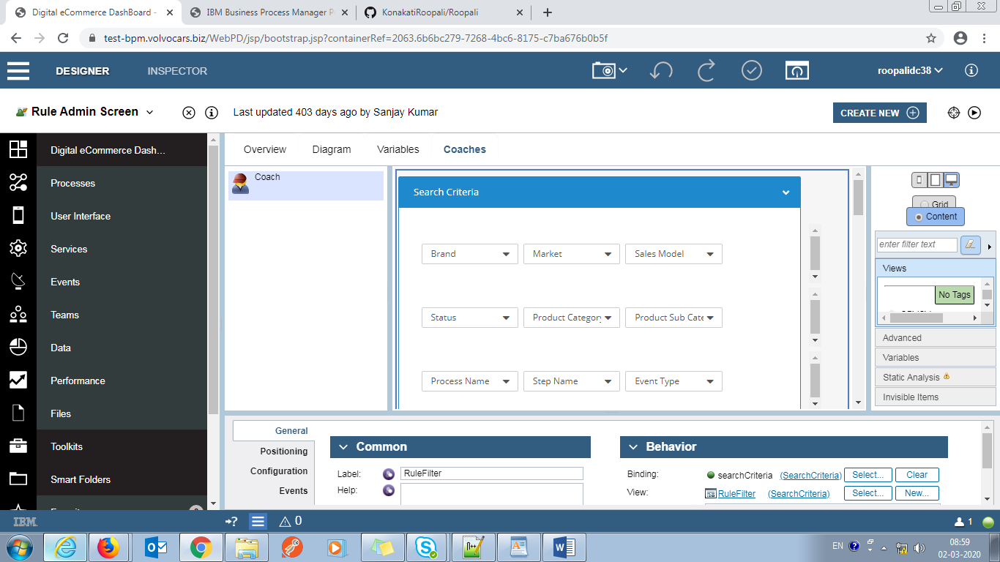 Digital eCommerce DashBoard -
IBM Business Process Manager P
KonakatiRoopali/Roopali
test-bpm.volvocars.biz/WebPD/jsp/bootstrap.jsp?containerRef=2063.6b6bc279-7268-4bc6-8175-c7ba676b0b5f
DESIGNER
INSPECTOR
roopalidc38
Rule Admin Screen
Last updated 403 days ago by Sanjay Kumar
CREATE NEW
Digital eCommerce Dash...
Processes
User Interface
Services
Events
Teams
Data
Performance
Files
Toolkits
Smart Folders
Overview
Diagram
Variables
Coaches
Coach
Search Criteria
Brand
Market
Sales Model
Status
Product Category
Product Sub Cate
Process Name
Step Name
Event Type
Grid
Content
enter filter text
Views
No Tags
Advanced
Variables
Static Analysis
Invisible Items
General
Positioning
Configuration
Events
Common
Label:
RuleFilter
Help:
Behavior
Binding:
searchCriteria (SearchCriteria)
Select...
Clear
View:
RuleFilter (SearchCriteria)
Select...
New...
IBM
0
1
EN
08:59
02-03-2020